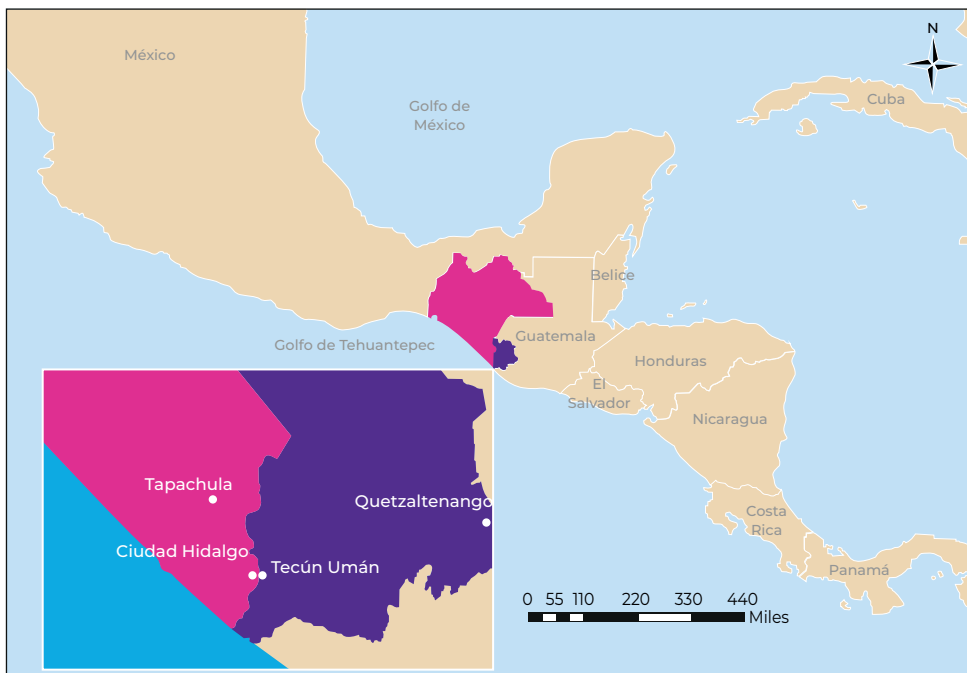 N
México
Cuba
Golfo de
México
Belice
Guatemala
Golfo de Tehuantepec
Honduras
El
Salvador
Nicaragua
Tapachula
Quetzaltenango
Costa
Rica
Ciudad Hidalgo
Tecún Umán
Panamá
0 55 110 220 330 440
Miles